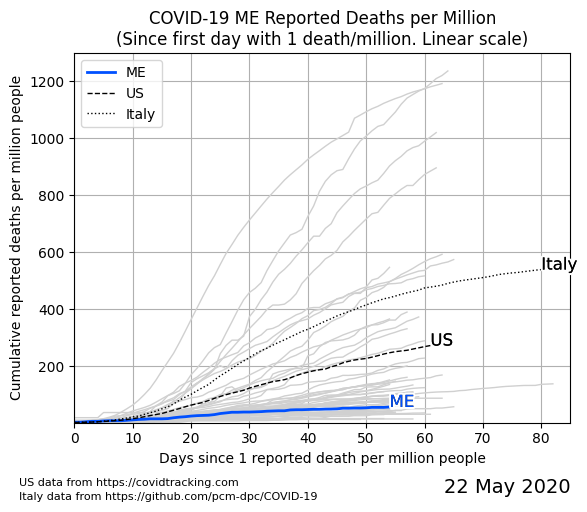 COVID-19 ME Reported Deaths per Million
(Since first day with 1 death/million. Linear scale)
Cumulative reported deaths per million people
1200
1000
800
600
400
200
ME
US
Italy
Italy
US
ME
0 10 20 30 40 50 60 70 80
Days since 1 reported death per million people
US data from https://covidtracking.com
Italy data from https://github.com/pcm-dpc/COVID-19
22 May 2020